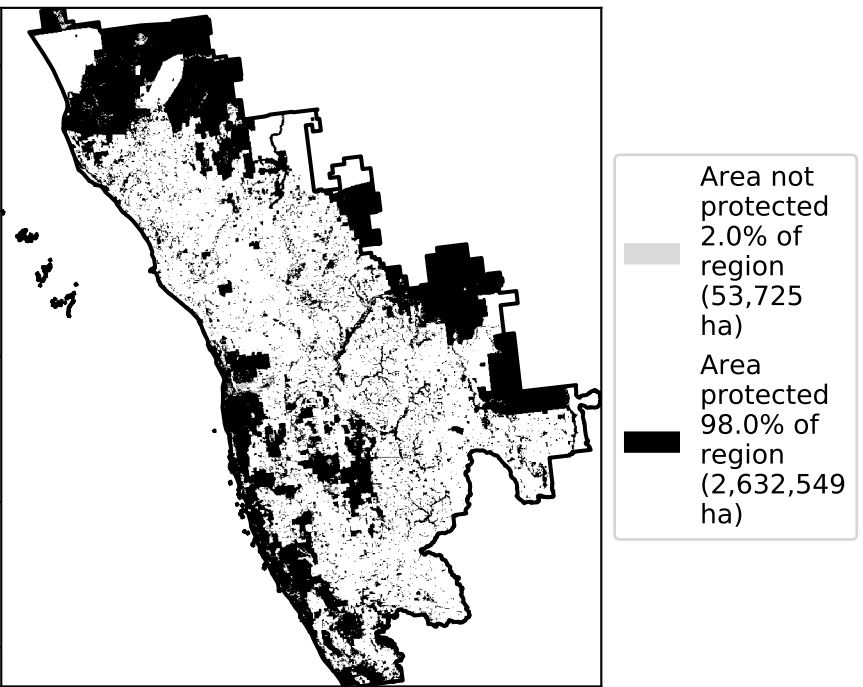 Area not
protected
2.0% of
region
(53,725
ha)
Area
protected
98.0% of
region
(2,632,549
ha)